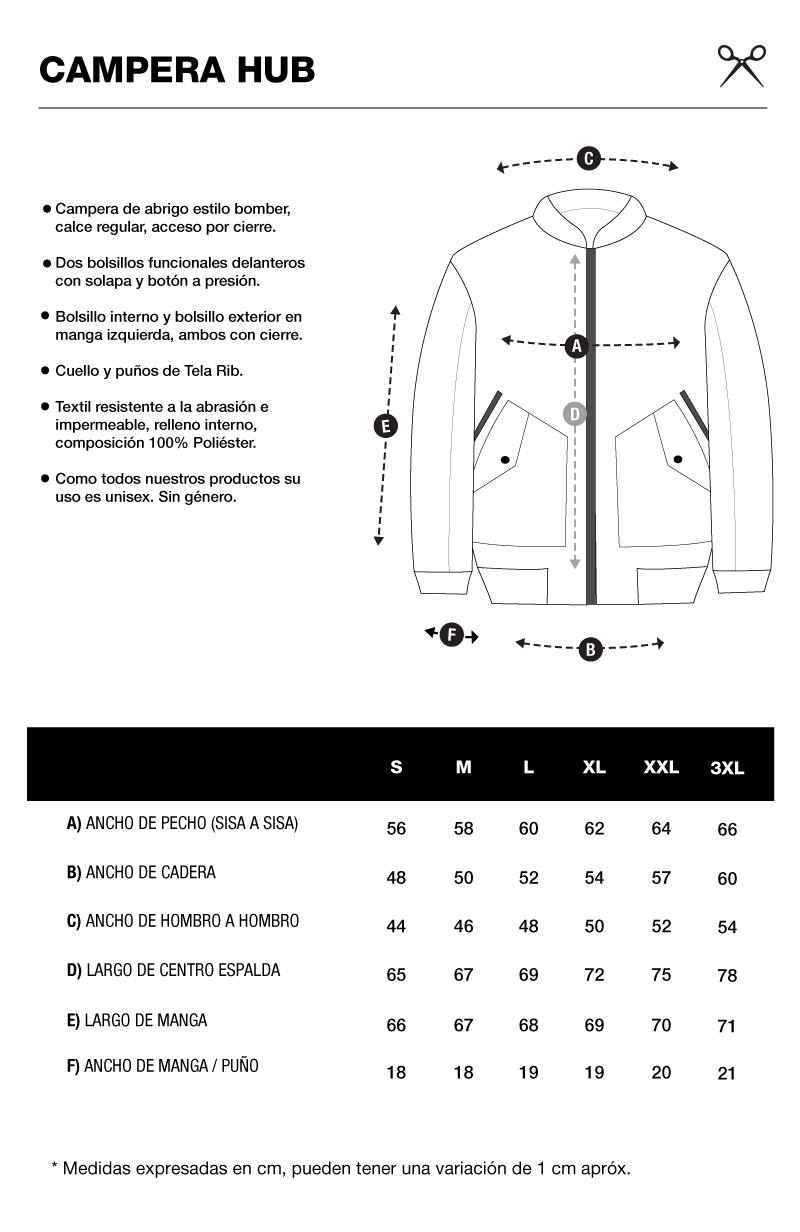 CAMPERA HUB
● Campera de abrigo estilo bomber,
calce regular, acceso por cierre.
● Dos bolsillos funcionales delanteros
con solapa y botón a presión.
● Bolsillo interno y bolsillo exterior en
manga izquierda, ambos con cierre.
● Cuello y puños de Tela Rib.
● Textil resistente a la abrasión e
impermeable, relleno interno,
composición 100% Poliéster.
● Como todos nuestros productos su
uso es unisex. Sin género.
C
A
D
E
F
B
S M L XL XXL 3XL
A) ANCHO DE PECHO (SISA A SISA) 56 58 60 62 64 66
B) ANCHO DE CADERA 48 50 52 54 57 60
C) ANCHO DE HOMBRO A HOMBRO 44 46 48 50 52 54
D) LARGO DE CENTRO ESPALDA 65 67 69 72 75 78
E) LARGO DE MANGA 66 67 68 69 70 71
F) ANCHO DE MANGA / PUÑO 18 18 19 19 20 21
* Medidas expresadas en cm, pueden tener una variación de 1 cm apróx.